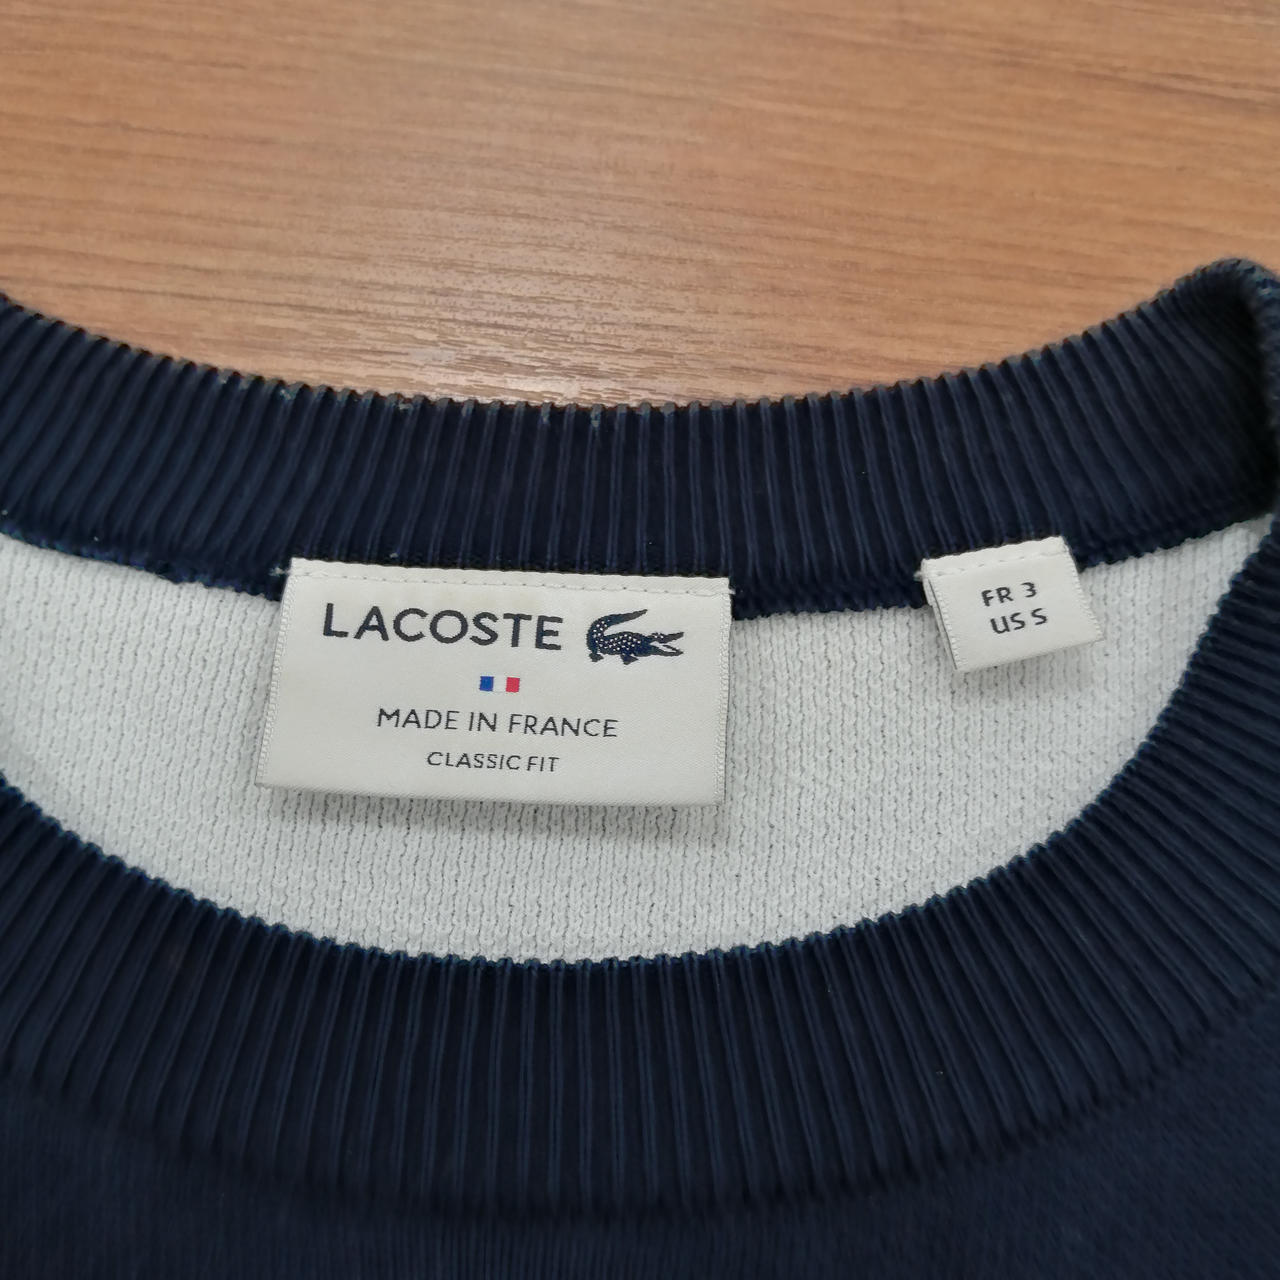 LACOSTE
MADE IN FRANCE
CLASSIC FIT
FR 3
US S